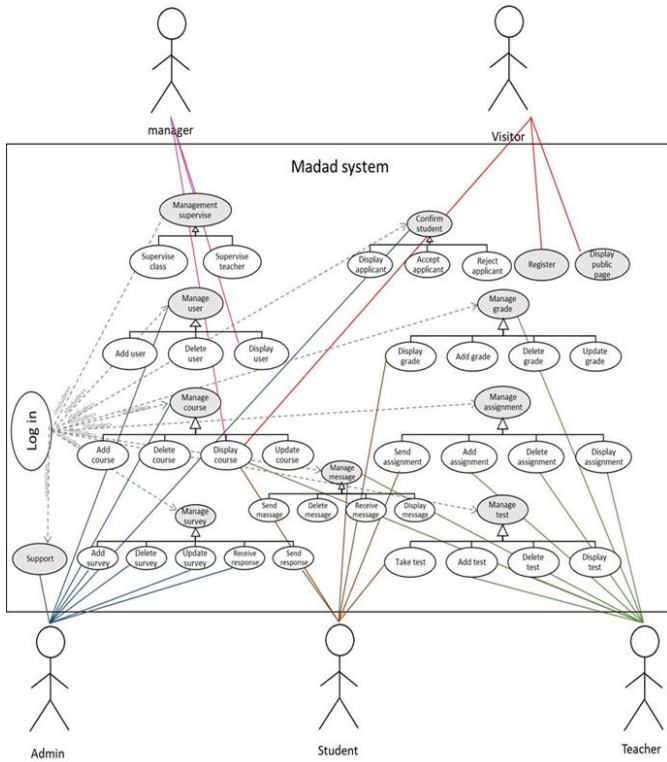 manager
Visitor
Madad system
Management
supervise
Confirm
student
Supervise
class
Supervise
teacher
Display
applicant
Accept
applicant
Reject
applicant
Register
Display
public
page
Manage
user
Manage
grade
Add user
Delete
user
Display
user
Display
grade
Add grade
Delete
grade
Update
grade
Log in
Manage
course
Manage
assignment
Add
course
Delete
course
Display
course
Update
course
Manage
message
Send
assignment
Add
assignment
Delete
assignment
Display
assignment
Manage
survey
Send
massage
Delete
message
Receive
message
Display
message
Manage
test
Support
Add
survey
Delete
survey
Update
survey
Receive
response
Send
response
Take test
Add test
Delete
test
Display
test
Admin
Student
Teacher